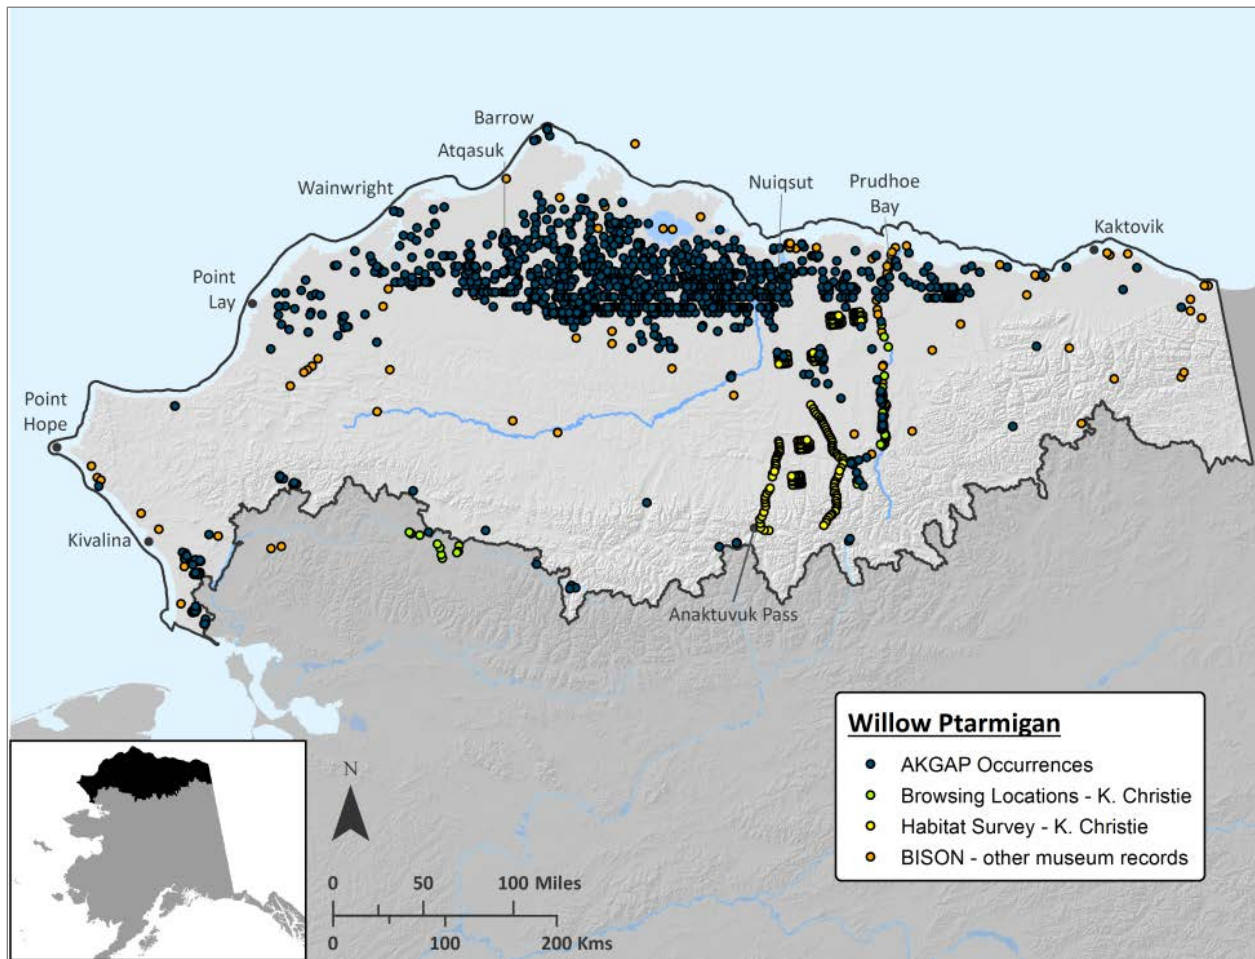 Barrow
Atqasuk
Wainwright
Nuiqsut
Prudhoe
Bay
Kaktovik
Point
Lay
Point
Hope
Kivalina
Anaktuvuk Pass
Willow Ptarmigan
AKGAP Occurrences
Browsing Locations - K. Christie
Habitat Survey - K. Christie
BISON - other museum records
N
0 50 100 Miles
0 100 200 Kms